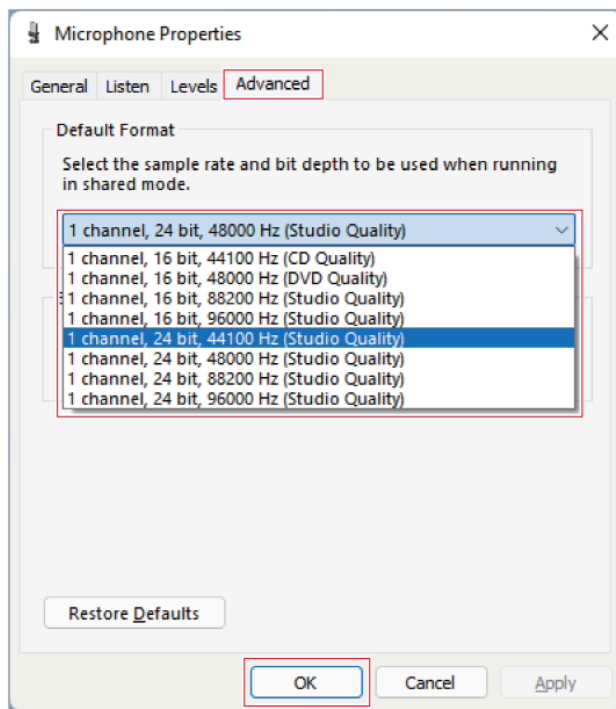 Microphone Properties
General Listen Levels Advanced
Default Format
Select the sample rate and bit depth to be used when running
in shared mode.
1 channel, 24 bit, 48000 Hz (Studio Quality)
1 channel, 16 bit, 44100 Hz (CD Quality)
1 channel, 16 bit, 48000 Hz (DVD Quality)
1 channel, 16 bit, 88200 Hz (Studio Quality)
1 channel, 16 bit, 96000 Hz (Studio Quality)
1 channel, 24 bit, 44100 Hz (Studio Quality)
1 channel, 24 bit, 48000 Hz (Studio Quality)
1 channel, 24 bit, 88200 Hz (Studio Quality)
1 channel, 24 bit, 96000 Hz (Studio Quality)
Restore Defaults
OK Cancel Apply